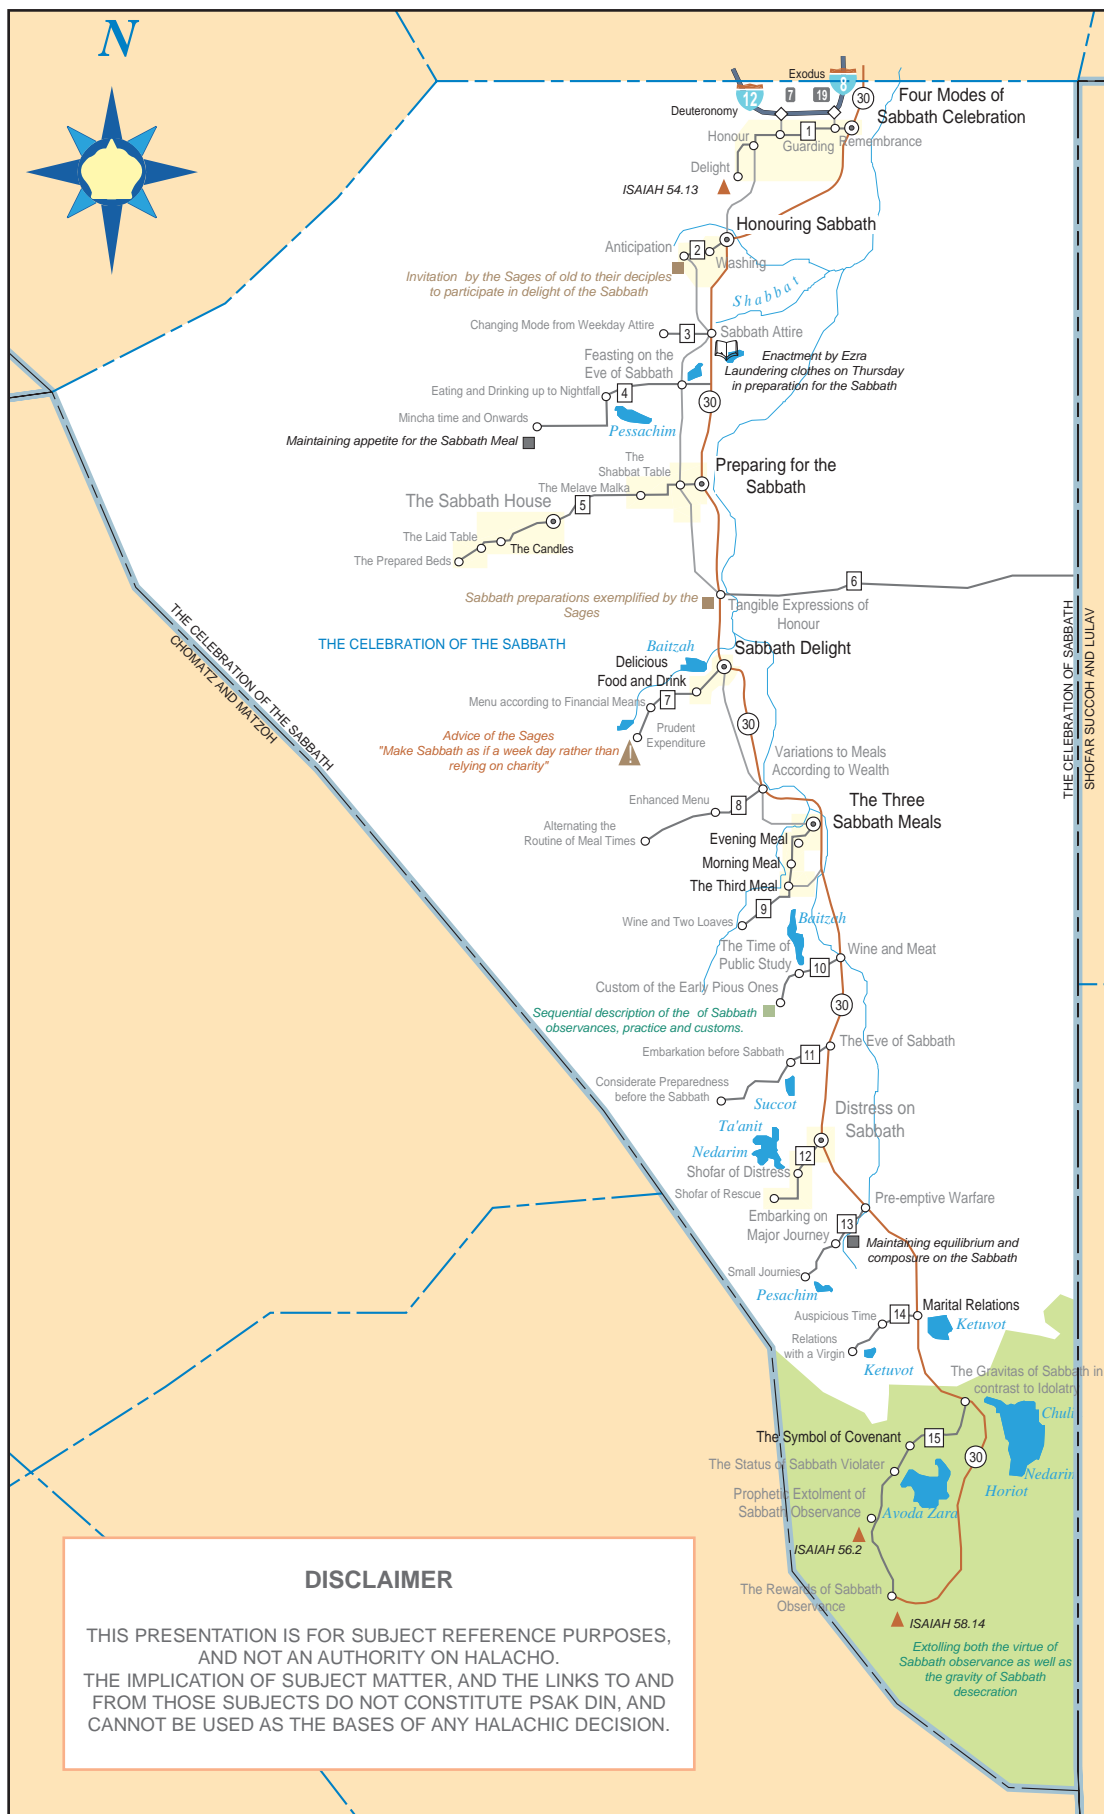 N
Exodus
8
12
7
19
30
Four Modes of
Sabbath Celebration
Deuteronomy
Honour
1
Guarding
Remembrance
Delight
ISAIAH 54.13
Honouring Sabbath
Anticipation
2
Washing
Invitation by the Sages of old to their deciples
to participate in delight of the Sabbath
Shabbat
Changing Mode from Weekday Attire
3
Sabbath Attire
Feasting on the
Eve of Sabbath
Enactment by Ezra
Laundering clothes on Thursday
in preparation for the Sabbath
Eating and Drinking up to Nightfall
4
30
Mincha time and Onwards
Pessachim
Maintaining appetite for the Sabbath Meal
The
Shabbat Table
Preparing for the
Sabbath
The Melave Malka
The Sabbath House
5
The Laid Table
The Candles
The Prepared Beds
6
Sabbath preparations exemplified by the
Sages
Tangible Expressions of
Honour
THE CELEBRATION OF THE SABBATH
CHOMATZ AND MATZOH
THE CELEBRATION OF THE SABBATH
THE CELEBRATION OF SABBATH
SHOFAR SUCCOH AND LULAV
Baitzah
Sabbath Delight
Delicious
Food and Drink
Menu according to Financial Means
7
Prudent
Expenditure
30
Advice of the Sages
"Make Sabbath as if a week day rather than
relying on charity"
Variations to Meals
According to Wealth
Enhanced Menu
8
The Three
Sabbath Meals
Alternating the
Routine of Meal Times
Evening Meal
Morning Meal
The Third Meal
9
Wine and Two Loaves
Baitzah
The Time of
Public Study
10
Wine and Meat
Custom of the Early Pious Ones
30
Sequential description of the of Sabbath
observances, practice and customs.
Embarkation before Sabbath
11
The Eve of Sabbath
Considerate Preparedness
before the Sabbath
Succot
Distress on
Sabbath
Ta'anit
Nedarim
12
Shofar of Distress
Shofar of Rescue
Pre-emptive Warfare
Embarking on
Major Journey
13
Maintaining equilibrium and
composure on the Sabbath
Small Journies
Pesachim
Auspicious Time
14
Marital Relations
Ketuvot
Relations
with a Virgin
Ketuvot
The Gravitas of Sabbath in
contrast to Idolatry
Chuli
The Symbol of Covenant
15
30
The Status of Sabbath Violater
Nedarin
Horiot
Prophetic Extolment of
Sabbath Observance
Avoda Zara
ISAIAH 56.2
The Rewards of Sabbath
Observance
ISAIAH 58.14
Extolling both the virtue of
Sabbath observance as well as
the gravity of Sabbath
desecration
DISCLAIMER
THIS PRESENTATION IS FOR SUBJECT REFERENCE PURPOSES,
AND NOT AN AUTHORITY ON HALACHO.
THE IMPLICATION OF SUBJECT MATTER, AND THE LINKS TO AND
FROM THOSE SUBJECTS DO NOT CONSTITUTE PSAK DIN, AND
CANNOT BE USED AS THE BASES OF ANY HALACHIC DECISION.